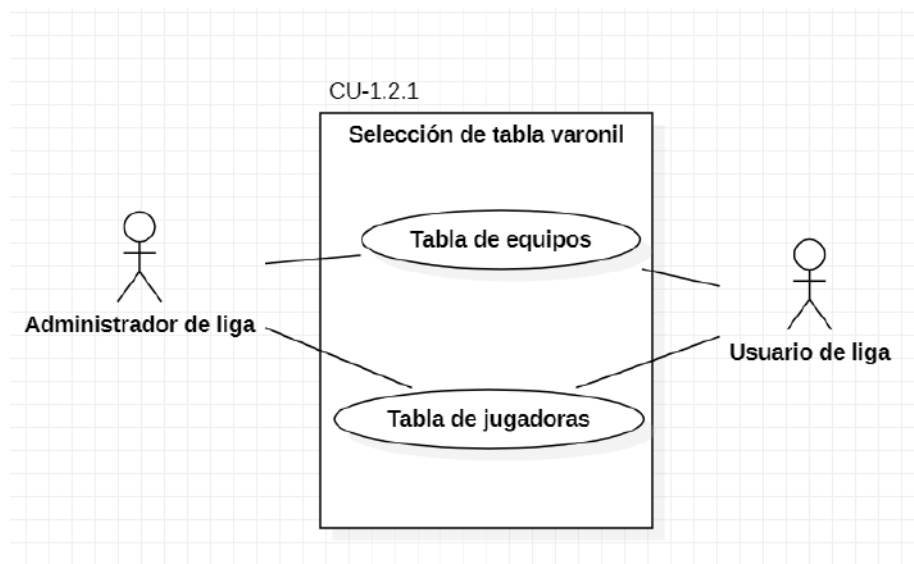 CU-1.2.1
Selección de tabla varonil
Tabla de equipos
Administrador de liga
Usuario de liga
Tabla de jugadoras